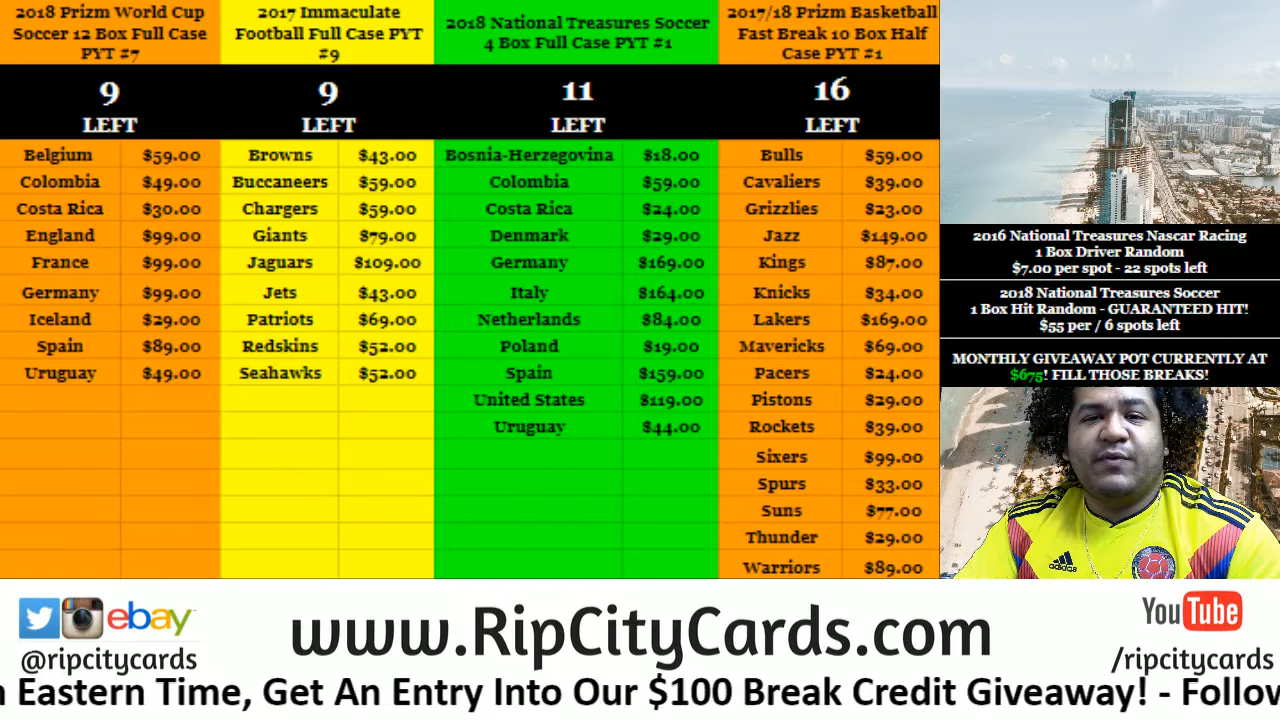 2018 Prizm World Cup
Soccer 12 Box Full Case
PYT #7
9
LEFT
Belgium $59.00
Colombia $49.00
Costa Rica $30.00
England $99.00
France $99.00
Germany $99.00
Iceland $29.00
Spain $89.00
Uruguay $49.00
2017 Immaculate
Football Full Case PYT
#9
9
LEFT
Browns $43.00
Buccaneers $59.00
Chargers $59.00
Giants $79.00
Jaguars $109.00
Jets $43.00
Patriots $69.00
Redskins $52.00
Seahawks $52.00
2018 National Treasures Soccer
4 Box Full Case PYT #1
11
LEFT
Bosnia-Herzegovina $18.00
Colombia $59.00
Costa Rica $24.00
Denmark $29.00
Germany $169.00
Italy $164.00
Netherlands $84.00
Poland $19.00
Spain $159.00
United States $119.00
Uruguay $44.00
2017/18 Prizm Basketball
Fast Break 10 Box Half
Case PYT #1
16
LEFT
Bulls $59.00
Cavaliers $39.00
Grizzlies $23.00
Jazz $149.00
Kings $87.00
Knicks $34.00
Lakers $169.00
Mavericks $69.00
Pacers $24.00
Pistons $29.00
Rockets $39.00
Sixers $99.00
Spurs $33.00
Suns $77.00
Thunder $29.00
Warriors $89.00
2016 National Treasures Nascar Racing
1 Box Driver Random
$7.00 per spot - 22 spots left
2018 National Treasures Soccer
1 Box Hit Random - GUARANTEED HIT!
$55 per / 6 spots left
MONTHLY GIVEAWAY POT CURRENTLY AT
$675! FILL THOSE BREAKS!
adidas
ebay
@ripcitycards
www.RipCityCards.com
YouTube
/ripcitycards
n Eastern Time, Get An Entry Into Our $100 Break Credit Giveaway! - Follow